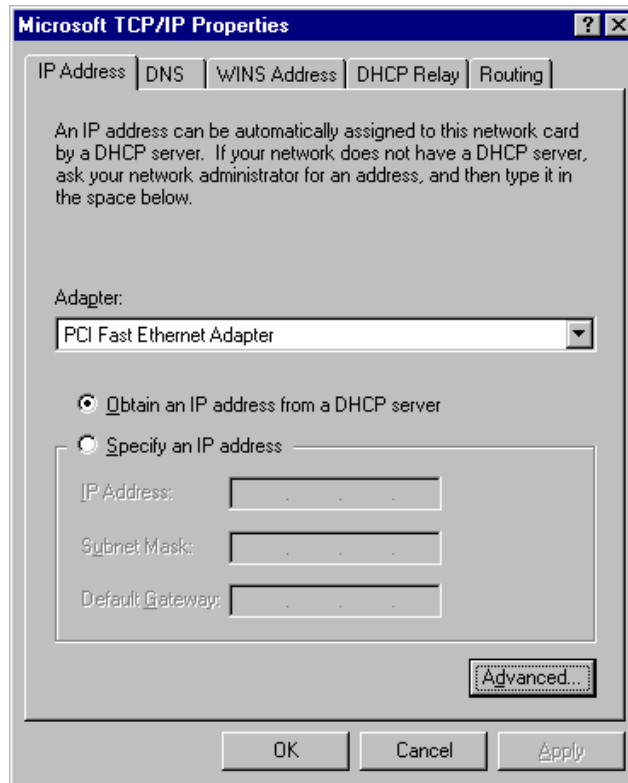 Microsoft TCP/IP Properties
IP Address DNS WINS Address DHCP Relay Routing
An IP address can be automatically assigned to this network card
by a DHCP server. If your network does not have a DHCP server,
ask your network administrator for an address, and then type it in
the space below.
Adapter:
PCI Fast Ethernet Adapter
Obtain an IP address from a DHCP server
Specify an IP address
IP Address:
Subnet Mask:
Default Gateway:
Advanced...
OK Cancel Apply